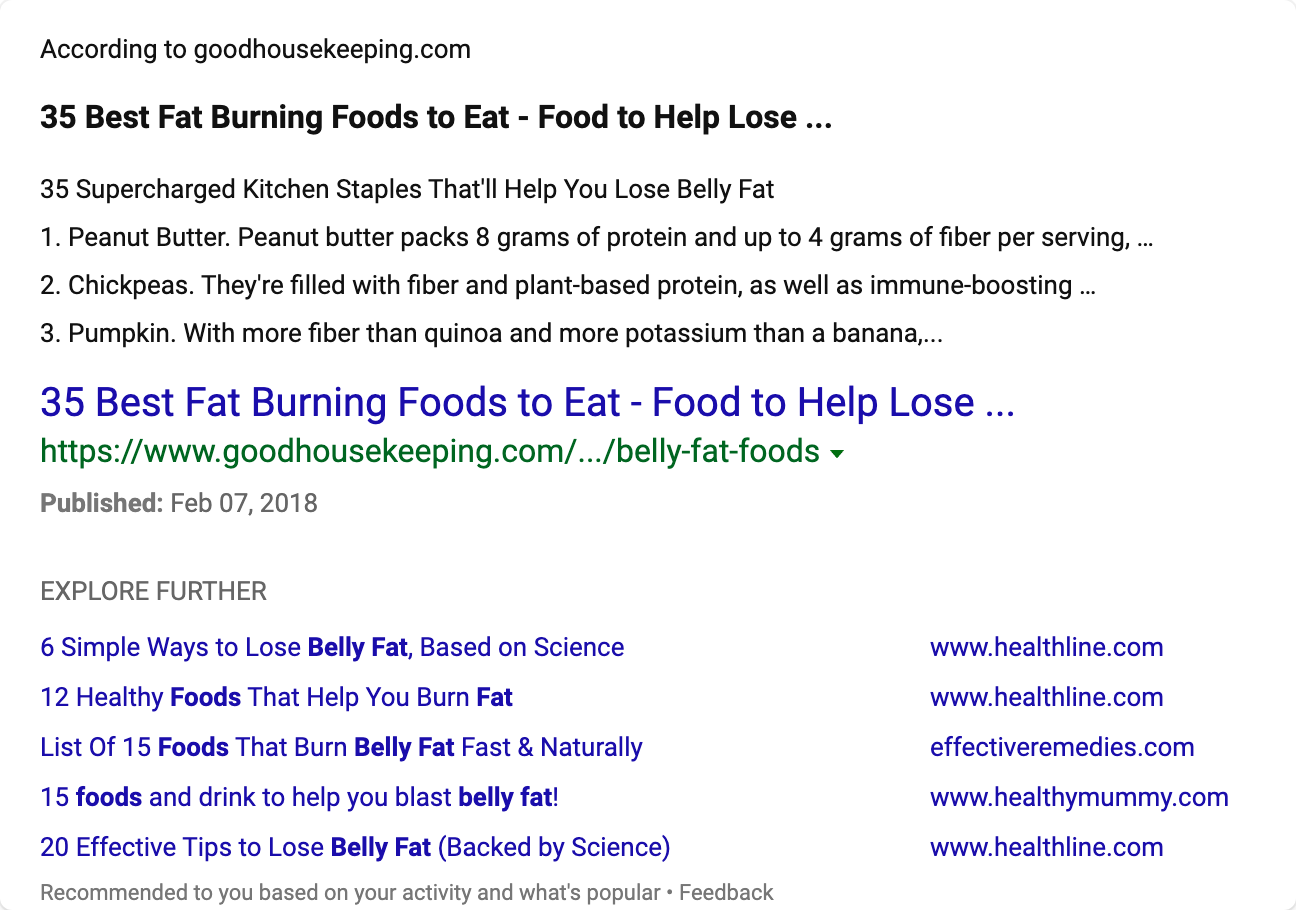 According to goodhousekeeping.com
35 Best Fat Burning Foods to Eat - Food to Help Lose ...
35 Supercharged Kitchen Staples That'll Help You Lose Belly Fat
1. Peanut Butter. Peanut butter packs 8 grams of protein and up to 4 grams of fiber per serving, ...
2. Chickpeas. They're filled with fiber and plant-based protein, as well as immune-boosting ...
3. Pumpkin. With more fiber than quinoa and more potassium than a banana,...
35 Best Fat Burning Foods to Eat - Food to Help Lose ...
https://www.goodhousekeeping.com/.../belly-fat-foods
Published: Feb 07, 2018
EXPLORE FURTHER
6 Simple Ways to Lose Belly Fat, Based on Science www.healthline.com
12 Healthy Foods That Help You Burn Fat www.healthline.com
List Of 15 Foods That Burn Belly Fat Fast & Naturally effectiveremedies.com
15 foods and drink to help you blast belly fat! www.healthymummy.com
20 Effective Tips to Lose Belly Fat (Backed by Science) www.healthline.com
Recommended to you based on your activity and what's popular • Feedback